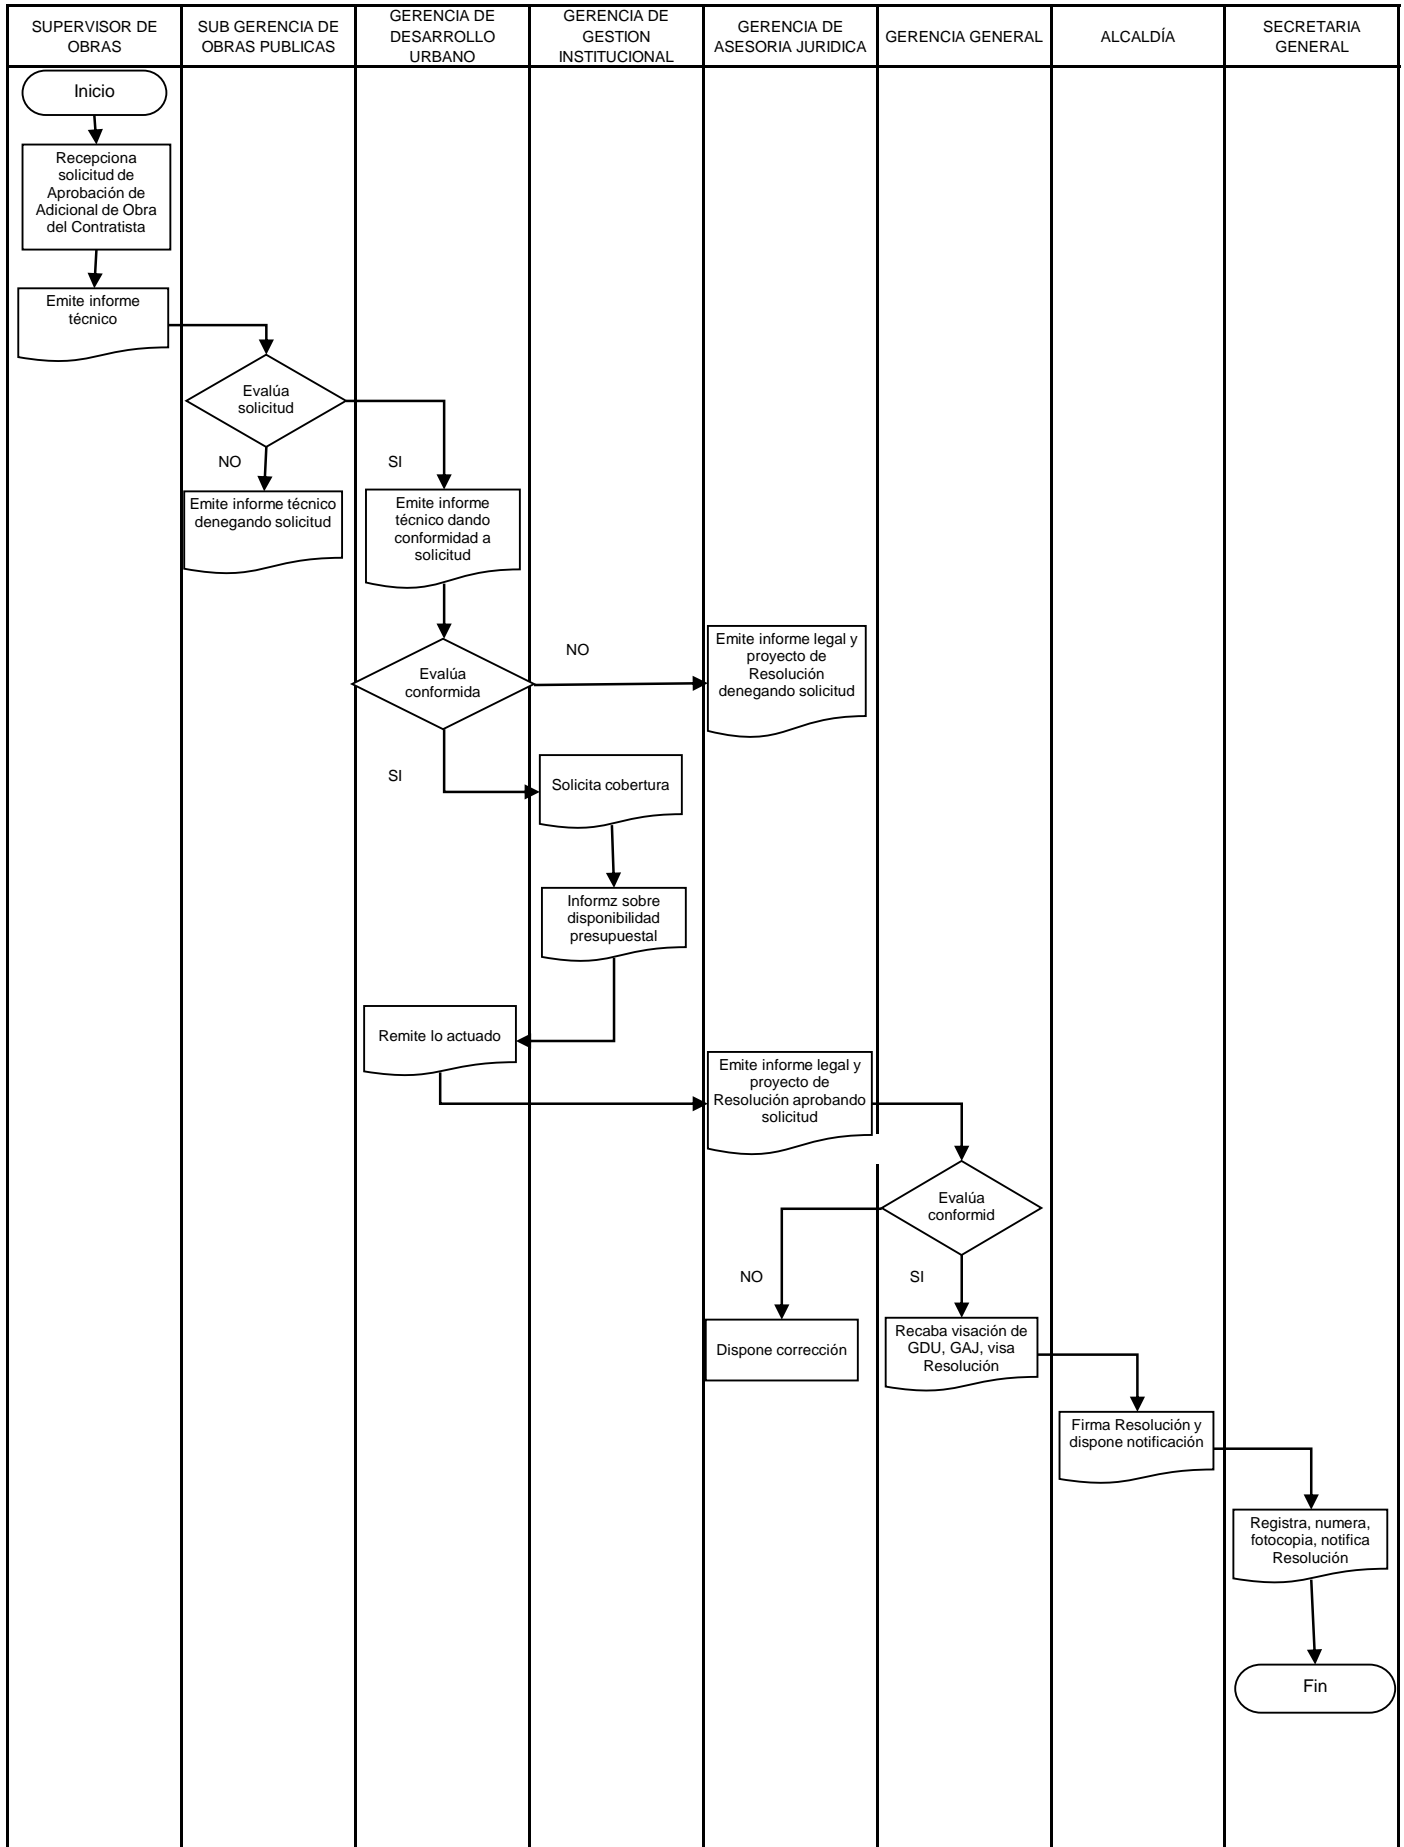 SUPERVISOR DE
OBRAS
SUB GERENCIA DE
OBRAS PUBLICAS
GERENCIA DE
DESARROLLO
URBANO
GERENCIA DE
GESTION
INSTITUCIONAL
GERENCIA DE
ASESORIA JURIDICA
GERENCIA GENERAL
ALCALDÍA
SECRETARIA
GENERAL
Inicio
Recepciona
solicitud de
Aprobación de
Adicional de Obra
del Contratista
Emite informe
técnico
Evalúa
solicitud
NO
SI
Emite informe técnico
denegando solicitud
Emite informe
técnico dando
conformidad a
solicitud
Evalúa
conformida
NO
Emite informe legal y
proyecto de
Resolución
denegando solicitud
SI
Solicita cobertura
Informz sobre
disponibilidad
presupuestal
Remite lo actuado
Emite informe legal y
proyecto de
Resolución aprobando
solicitud
Evalúa
conformid
NO
SI
Dispone corrección
Recaba visación de
GDU, GAJ, visa
Resolución
Firma Resolución y
dispone notificación
Registra, numera,
fotocopia, notifica
Resolución
Fin